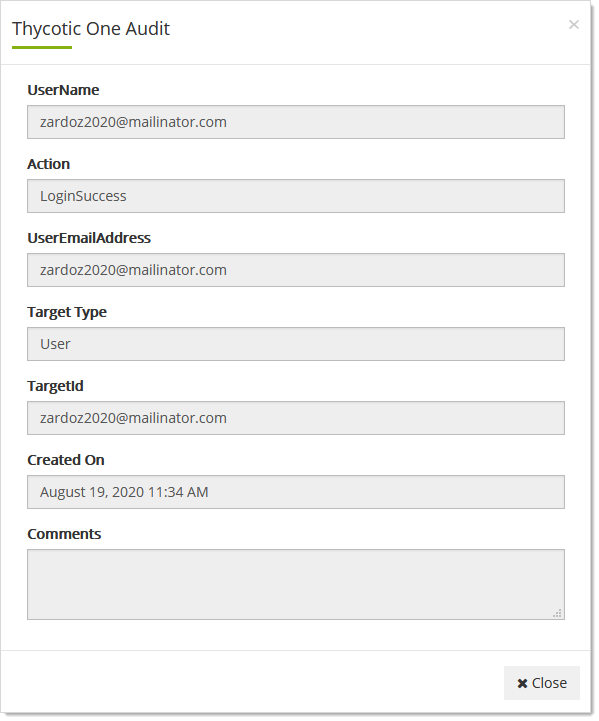 Thycotic One Audit
×
UserName
zardoz2020@mailinator.com
Action
LoginSuccess
UserEmailAddress
zardoz2020@mailinator.com
Target Type
User
TargetId
zardoz2020@mailinator.com
Created On
August 19, 2020 11:34 AM
Comments
✖ Close